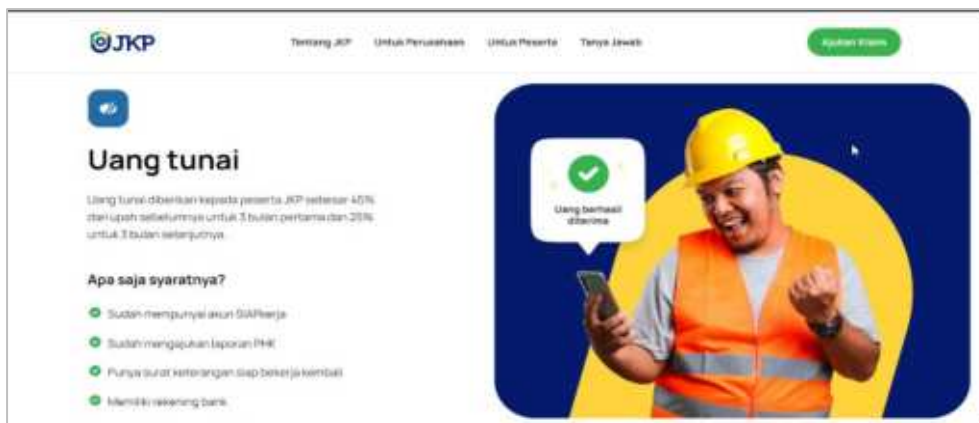 JKP
Tentang JKP Untuk Perusahaan Untuk Peserta Tanya Jawab
Ajukan Klaim
Uang tunai
Uang tunai diberikan kepada peserta JKP sebesar 45%
dari upah sebelumnya untuk 3 bulan pertama dan 25%
untuk 3 bulan selanjutnya.
Apa saja syaratnya?
Sudah mempunyai akun SIAPkerja
Sudah mengajukan laporan PHK
Punya surat keterangan siap bekerja kembali
Memiliki rekening bank
Uang berhasil
diterima